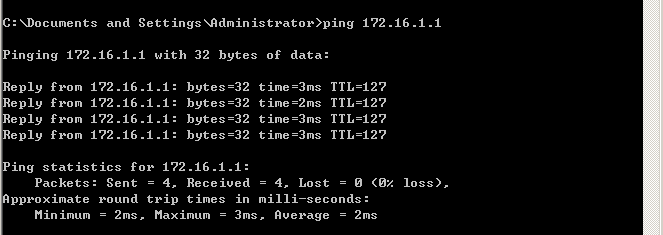 C:\Documents and Settings\Administrator>ping 172.16.1.1
Pinging 172.16.1.1 with 32 bytes of data:
Reply from 172.16.1.1: bytes=32 time=3ms TTL=127
Reply from 172.16.1.1: bytes=32 time=2ms TTL=127
Reply from 172.16.1.1: bytes=32 time=3ms TTL=127
Reply from 172.16.1.1: bytes=32 time=3ms TTL=127
Ping statistics for 172.16.1.1:
Packets: Sent = 4, Received = 4, Lost = 0 (0% loss),
Approximate round trip times in milli-seconds:
Minimum = 2ms, Maximum = 3ms, Average = 2ms